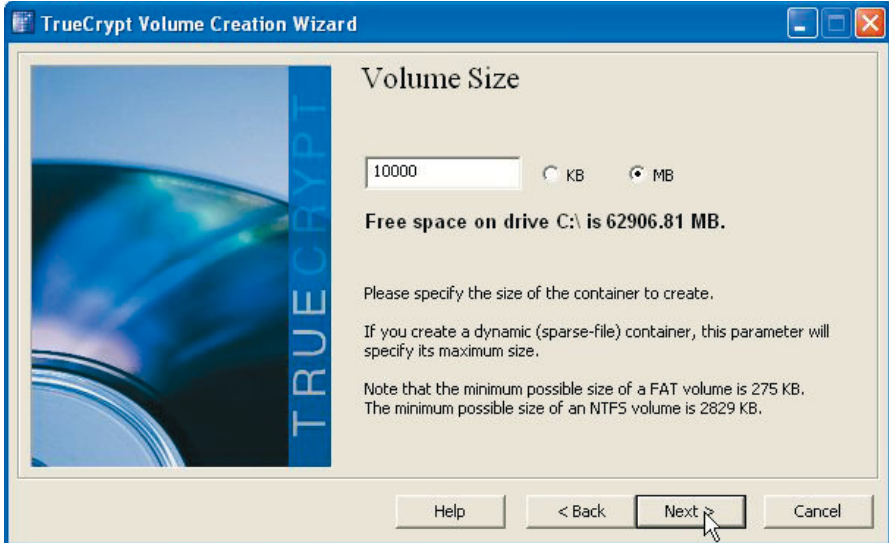 TrueCrypt Volume Creation Wizard
TRUECRYPT
Volume Size
10000 KB MB
Free space on drive C:\ is 62906.81 MB.
Please specify the size of the container to create.
If you create a dynamic (sparse-file) container, this parameter will
specify its maximum size.
Note that the minimum possible size of a FAT volume is 275 KB.
The minimum possible size of an NTFS volume is 2829 KB.
Help < Back Next > Cancel